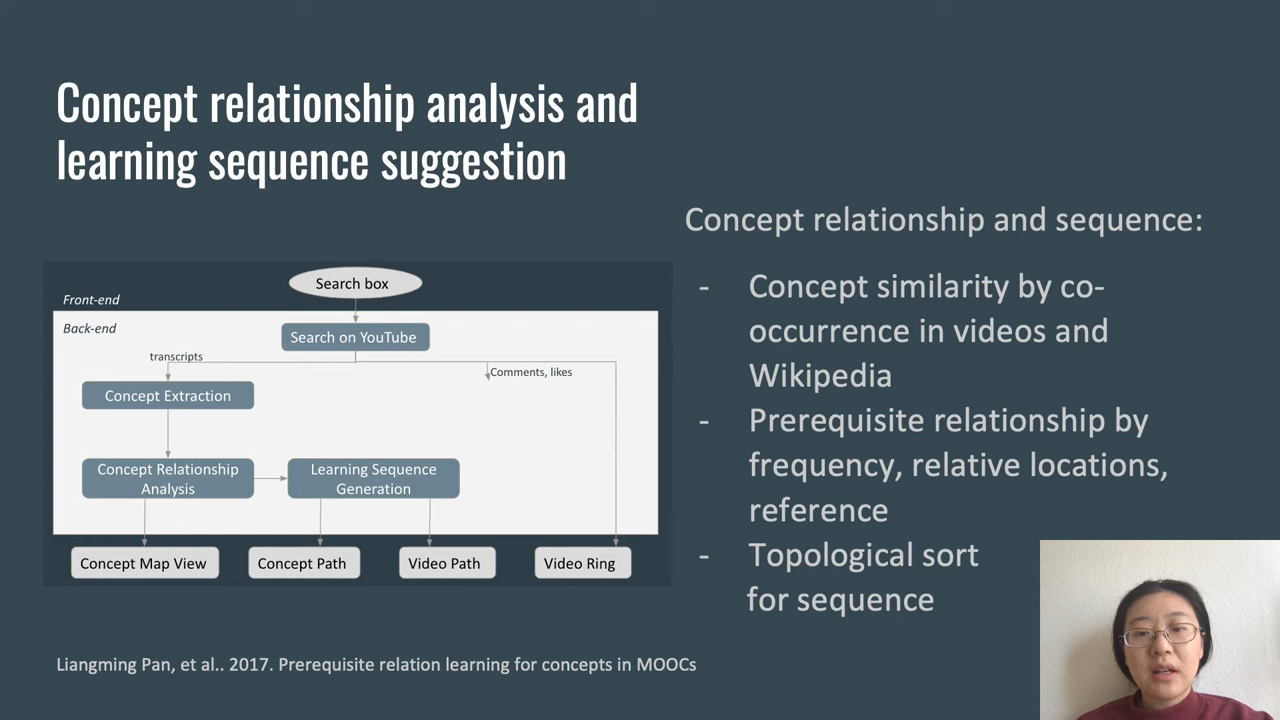 Concept relationship analysis and
learning sequence suggestion
Concept relationship and sequence:
- Concept similarity by co-
occurrence in videos and
Wikipedia
- Prerequisite relationship by
frequency, relative locations,
reference
- Topological sort
for sequence
Search box
Front-end
Back-end
Search on YouTube
transcripts
Comments, likes
Concept Extraction
Concept Relationship
Analysis
Learning Sequence
Generation
Concept Map View
Concept Path
Video Path
Video Ring
Liangming Pan, et al.. 2017. Prerequisite relation learning for concepts in MOOCs